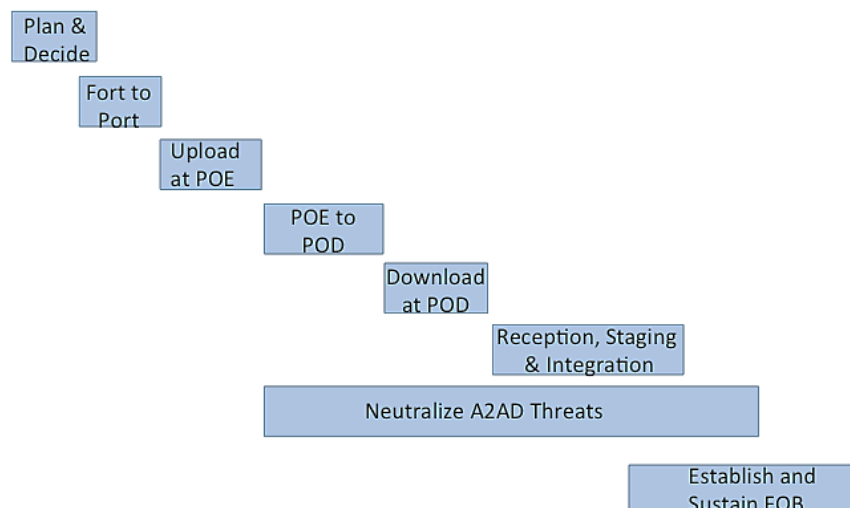 Plan &
Decide
Fort to
Port
Upload
at POE
POE to
POD
Download
at POD
Reception, Staging
& Integration
Neutralize A2AD Threats
Establish and
Sustain FOB